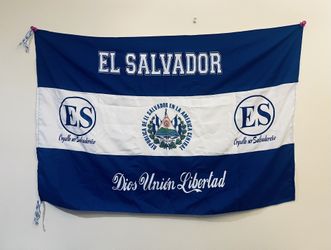 EL SALVADOR
ES
Orgullo ser Salvadoreño
REPUBLICA DE EL SALVADOR EN LA AMERICA CENTRAL
ES
Orgullo ser Salvadoreño
Dios Unión Libertad